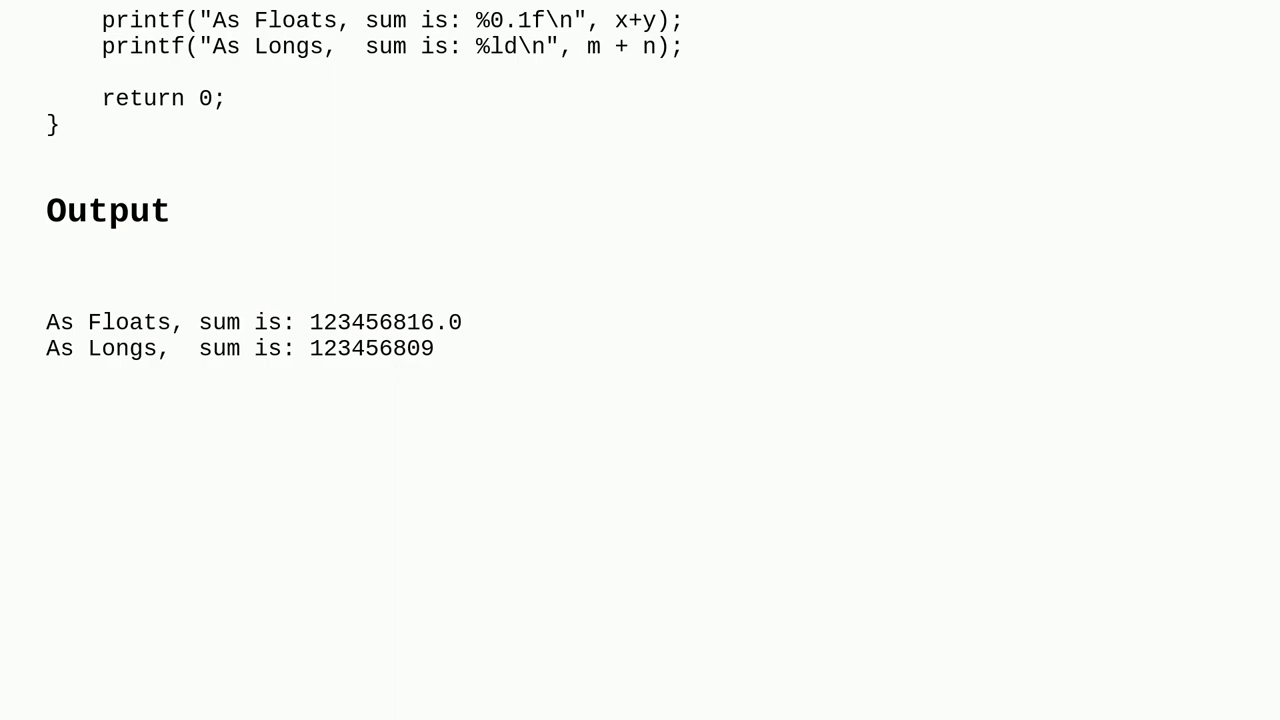 printf("As Floats, sum is: %0.1f\n", x+y);
printf("As Longs,  sum is: %ld\n", m + n);
return 0;
}
Output
As Floats, sum is: 123456816.0
As Longs,  sum is: 123456809